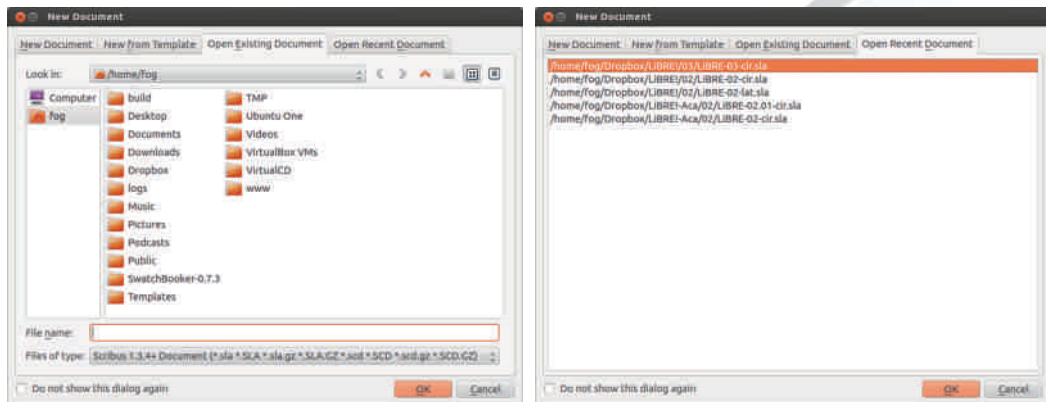 New Document
New Document
New from Template
Open Existing Document
Open Recent Document
Look in:
/home/fog
Computer
fog
build
Desktop
Documents
Downloads
Dropbox
logs
Music
Pictures
Podcasts
Public
SwatchBooker-0.7.3
Templates
TMP
Ubuntu One
Videos
VirtualBox VMs
VirtualCD
www
File name:
Files of type: Scribus 1.3.4+ Document (*.sla *.SLA *.sla.gz *.SLA.GZ *.scd *.SCD *.scd.gz *.SCD.GZ)
Do not show this dialog again
OK
Cancel
New Document
New Document
New from Template
Open Existing Document
Open Recent Document
/home/fog/Dropbox/LiBRE!/03/LiBRE-03-cir.sla
/home/fog/Dropbox/LiBRE!/02/LiBRE-02-cir.sla
/home/fog/Dropbox/LiBRE!/02/LiBRE-02-lat.sla
/home/fog/Dropbox/LiBRE!-Aca/02/LiBRE-02.01-cir.sla
/home/fog/Dropbox/LiBRE!-Aca/02/LiBRE-02-cir.sla
Do not show this dialog again
OK
Cancel